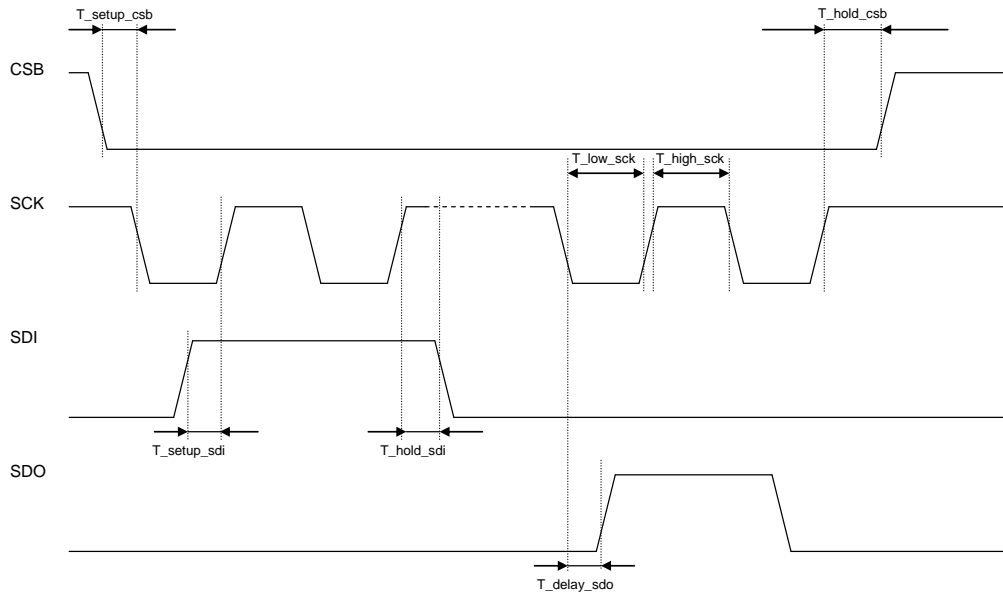 T_setup_csb
T_hold_csb
CSB
T_low_sck
T_high_sck
SCK
SDI
T_setup_sdi
T_hold_sdi
SDO
T_delay_sdo